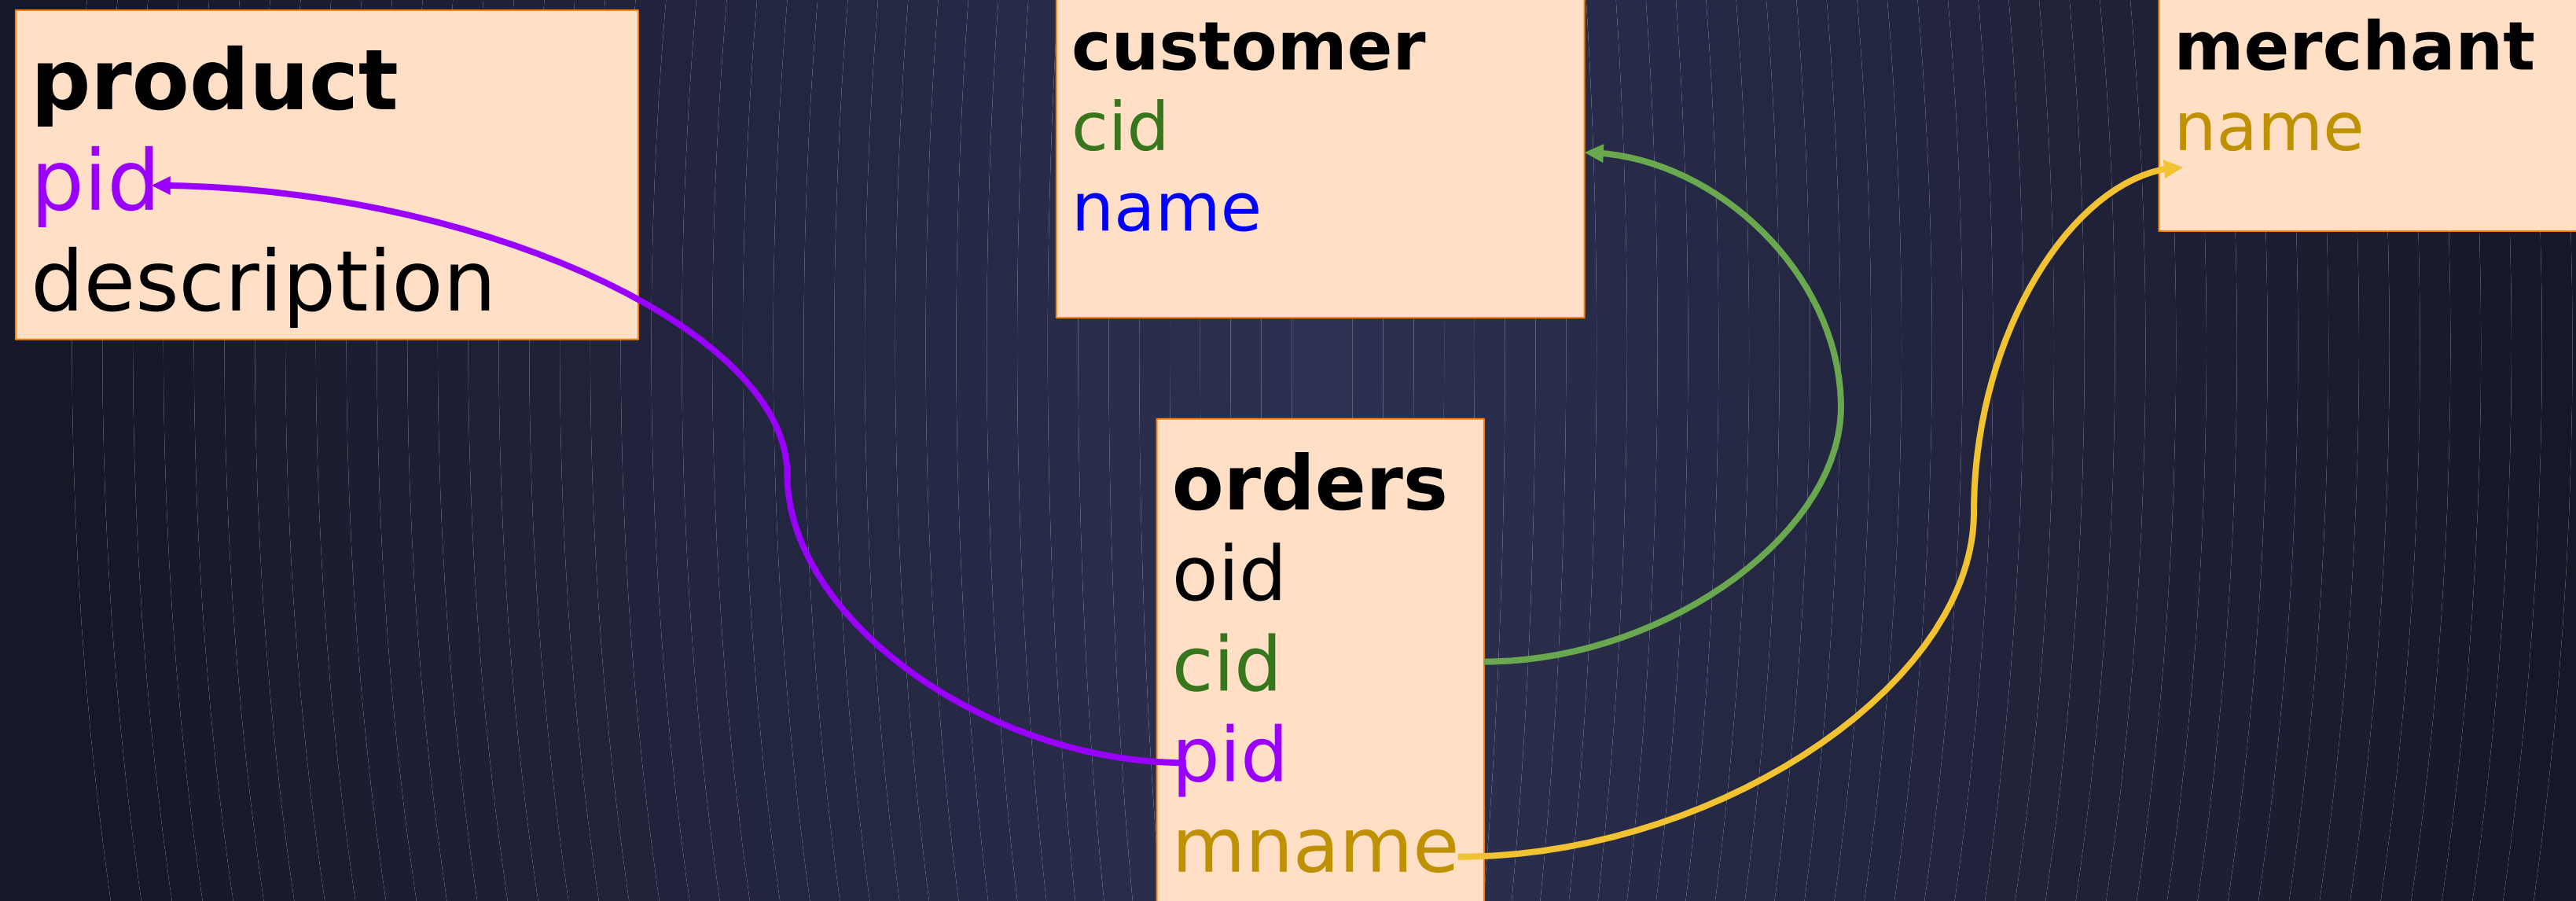 product
pid
description
customer
cid
name
merchant
name
orders
oid
cid
pid
mname